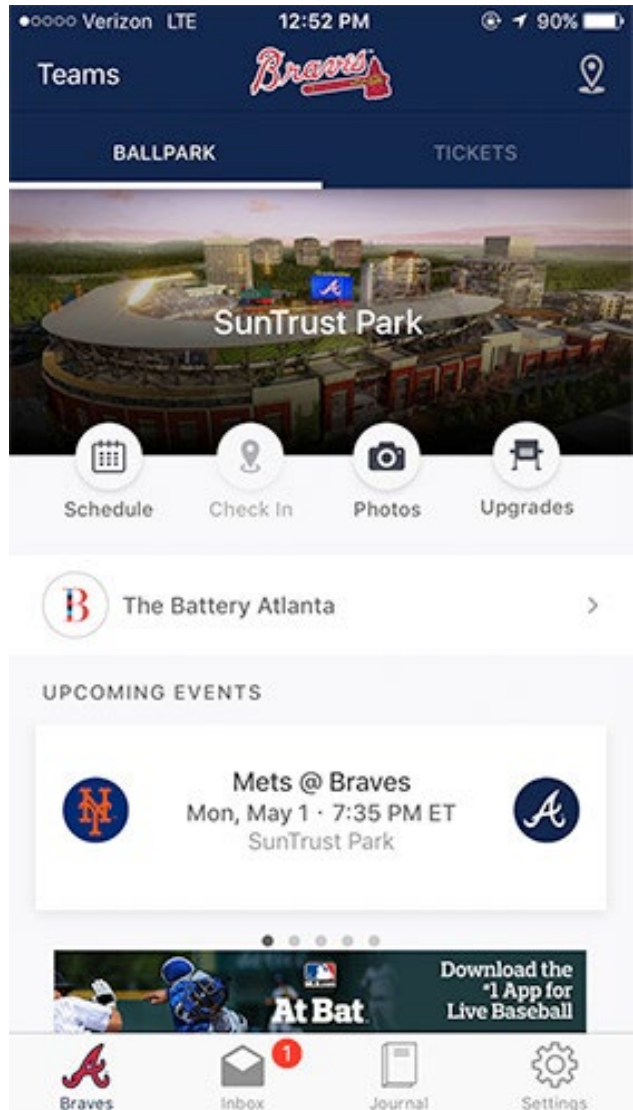 Verizon LTE 12:52 PM 90%
Teams Braves
BALLPARK TICKETS
SunTrust Park
Schedule Check In Photos Upgrades
B The Battery Atlanta
UPCOMING EVENTS
Mets @ Braves
NY Mon, May 1 · 7:35 PM ET A
SunTrust Park
Download the
At Bat #1 App for
Live Baseball
A 1
Braves Inbox Journal Settings